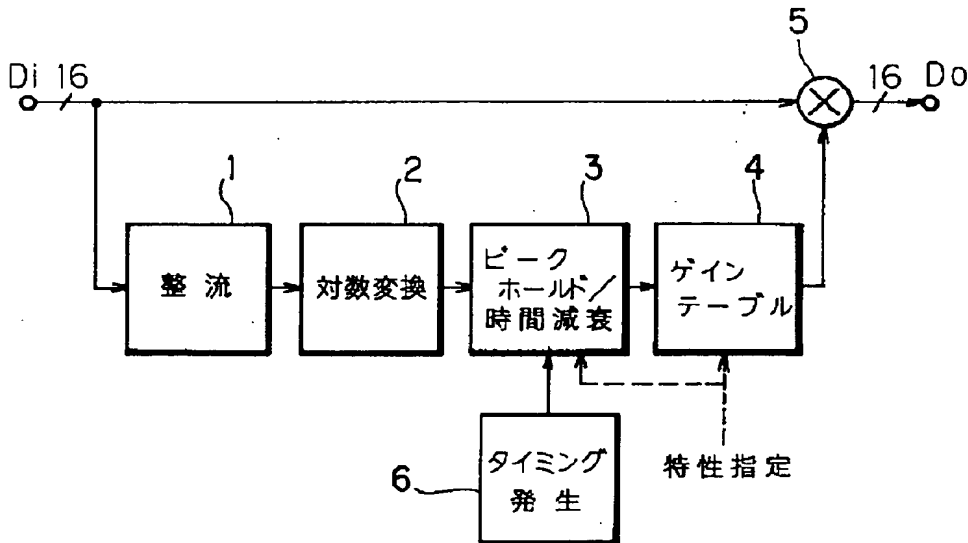 5
Di 16
16 Do
1
2
3
4
整流
対数変換
ピーク
ホールド/
時間減衰
ゲイン
テーブル
6
タイミング
発生
特性指定